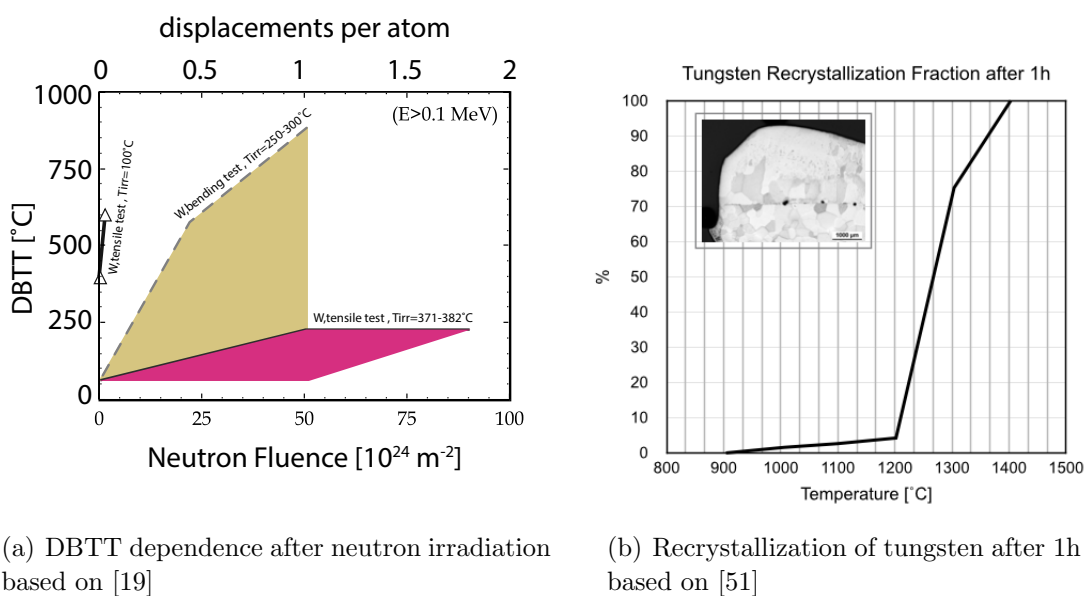 displacements per atom
0 0.5 1 1.5 2
1000
750
500
250
0
DBTT [˚C]
(E>0.1 MeV)
W,tensile test , Tirr=100˚C
W,bending test , Tirr=250-300˚C
W,tensile test , Tirr=371-382˚C
0 25 50 75 100
Neutron Fluence [10²⁴ m⁻²]
(a) DBTT dependence after neutron irradiation
based on [19]
Tungsten Recrystallization Fraction after 1h
100
90
80
70
60
50
40
30
20
10
0
%
1000 µm
800 900 1000 1100 1200 1300 1400 1500
Temperature [˚C]
(b) Recrystallization of tungsten after 1h
based on [51]